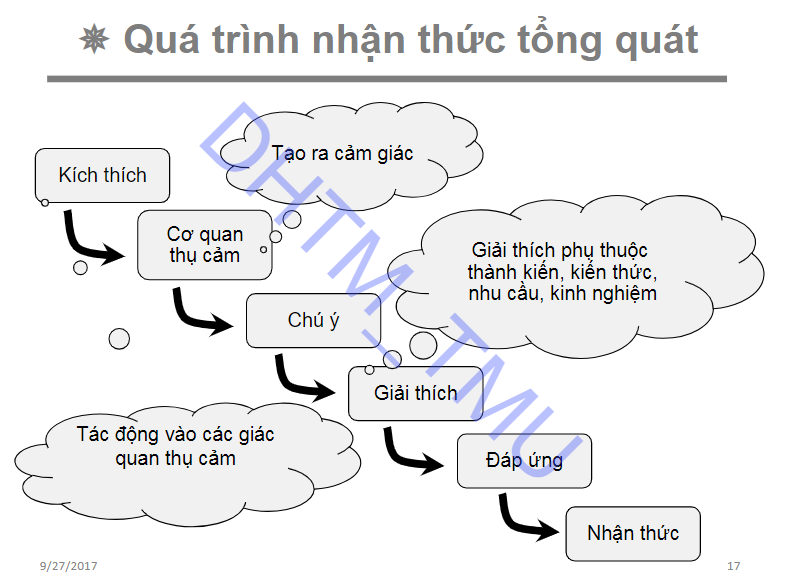 Quá trình nhận thức tổng quát
Tạo ra cảm giác
Kích thích
Cơ quan
thụ cảm
Giải thích phụ thuộc
thành kiến, kiến thức,
nhu cầu, kinh nghiệm
Chú ý
Giải thích
Tác động vào các giác
quan thụ cảm
Đáp ứng
Nhận thức
DHTM_TMU
9/27/2017
17